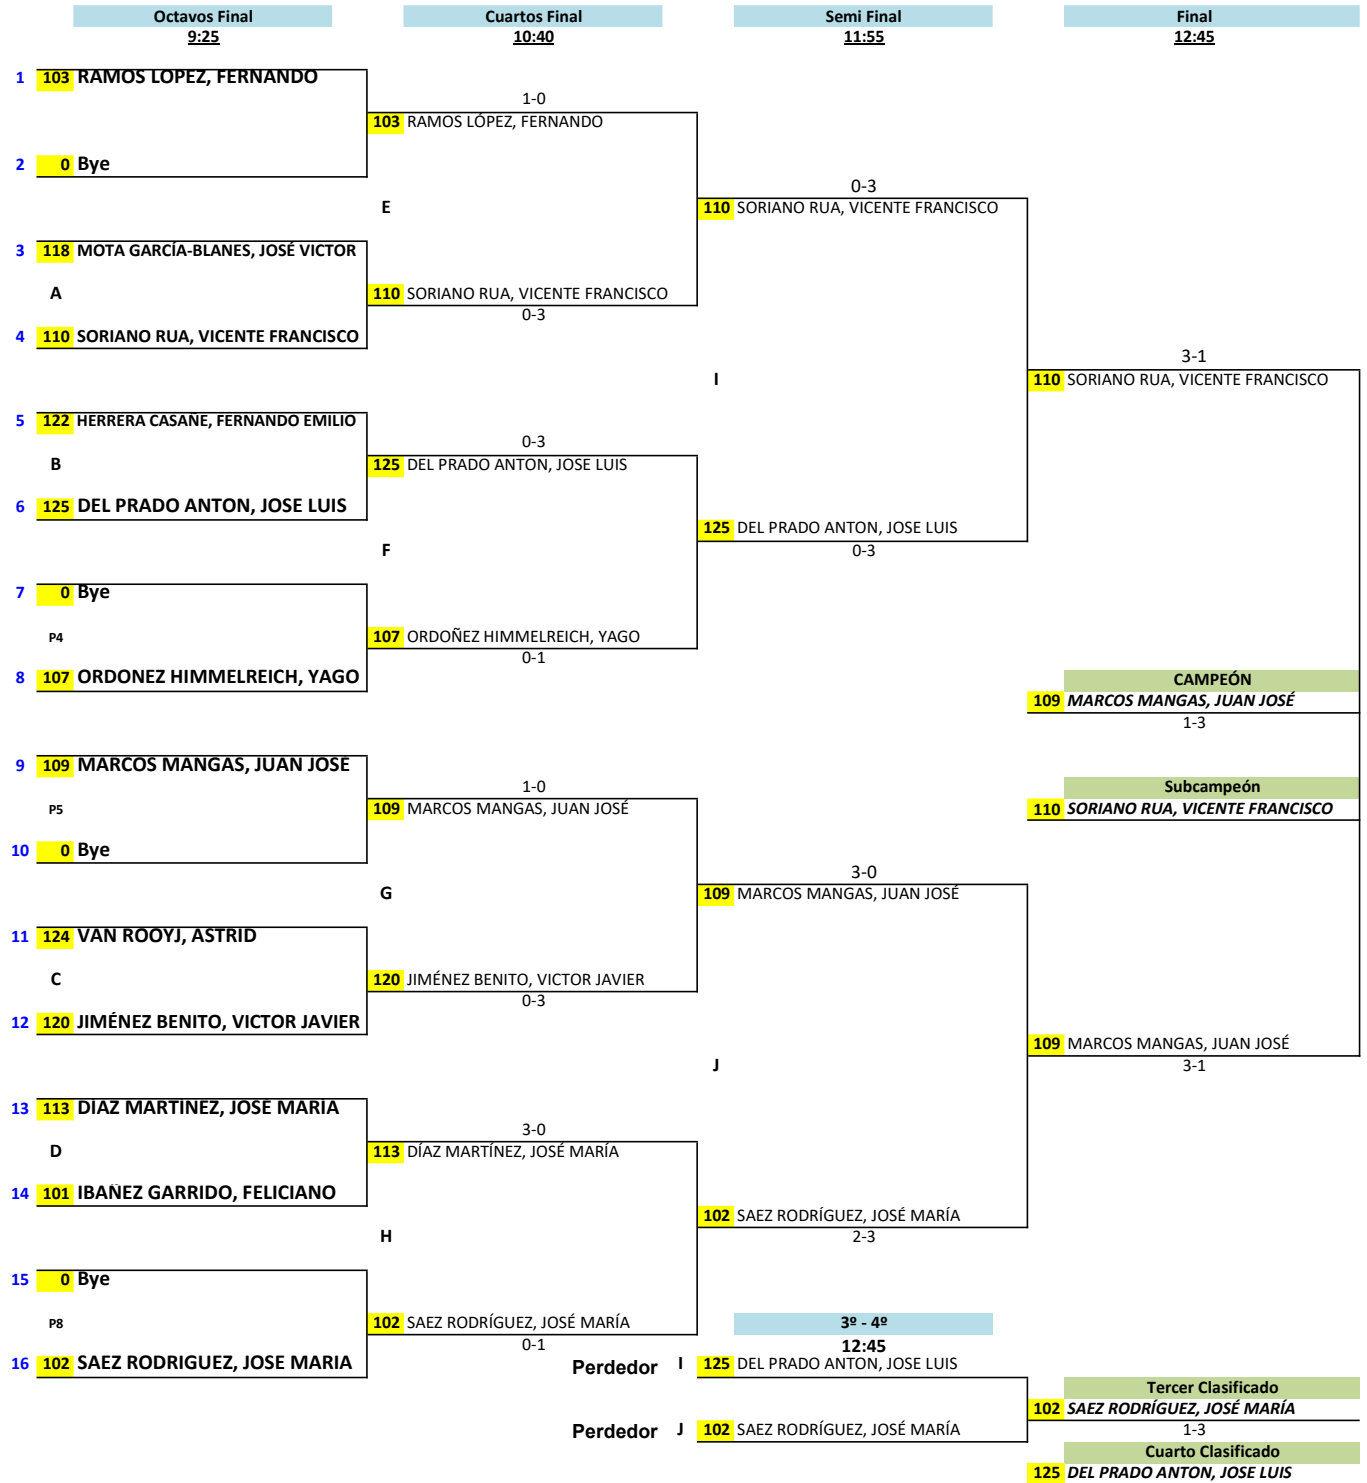 Octavos Final Cuartos Final Semi Final Final
9:25 10:40 11:55 12:45
1 103 RAMOS LÓPEZ, FERNANDO
1-0
103 RAMOS LÓPEZ, FERNANDO
2 0 Bye
0-3
E 110 SORIANO RUA, VICENTE FRANCISCO
3 118 MOTA GARCÍA-BLANES, JOSÉ VICTOR
A 110 SORIANO RUA, VICENTE FRANCISCO
0-3
4 110 SORIANO RUA, VICENTE FRANCISCO
3-1
I 110 SORIANO RUA, VICENTE FRANCISCO
5 122 HERRERA CASAÑE, FERNANDO EMILIO
0-3
B 125 DEL PRADO ANTON, JOSE LUIS
6 125 DEL PRADO ANTON, JOSE LUIS
125 DEL PRADO ANTON, JOSE LUIS
F 0-3
7 0 Bye
P4 107 ORDOÑEZ HIMMELREICH, YAGO
0-1
8 107 ORDOÑEZ HIMMELREICH, YAGO
CAMPEÓN
109 MARCOS MANGAS, JUAN JOSÉ
1-3
9 109 MARCOS MANGAS, JUAN JOSÉ
1-0 Subcampeón
P5 109 MARCOS MANGAS, JUAN JOSÉ 110 SORIANO RUA, VICENTE FRANCISCO
10 0 Bye
3-0
G 109 MARCOS MANGAS, JUAN JOSÉ
11 124 VAN ROOYJ, ASTRID
C 120 JIMÉNEZ BENITO, VICTOR JAVIER
0-3
12 120 JIMÉNEZ BENITO, VICTOR JAVIER
109 MARCOS MANGAS, JUAN JOSÉ
J 3-1
13 113 DÍAZ MARTÍNEZ, JOSÉ MARÍA
3-0
D 113 DÍAZ MARTÍNEZ, JOSÉ MARÍA
14 101 IBAÑEZ GARRIDO, FELICIANO
102 SAEZ RODRÍGUEZ, JOSÉ MARÍA
H 2-3
15 0 Bye
P8 102 SAEZ RODRÍGUEZ, JOSÉ MARÍA 3º - 4º
0-1 12:45
16 102 SAEZ RODRÍGUEZ, JOSÉ MARÍA Perdedor I 125 DEL PRADO ANTON, JOSE LUIS
Tercer Clasificado
102 SAEZ RODRÍGUEZ, JOSÉ MARÍA
Perdedor J 102 SAEZ RODRÍGUEZ, JOSÉ MARÍA 1-3
Cuarto Clasificado
125 DEL PRADO ANTON, JOSE LUIS